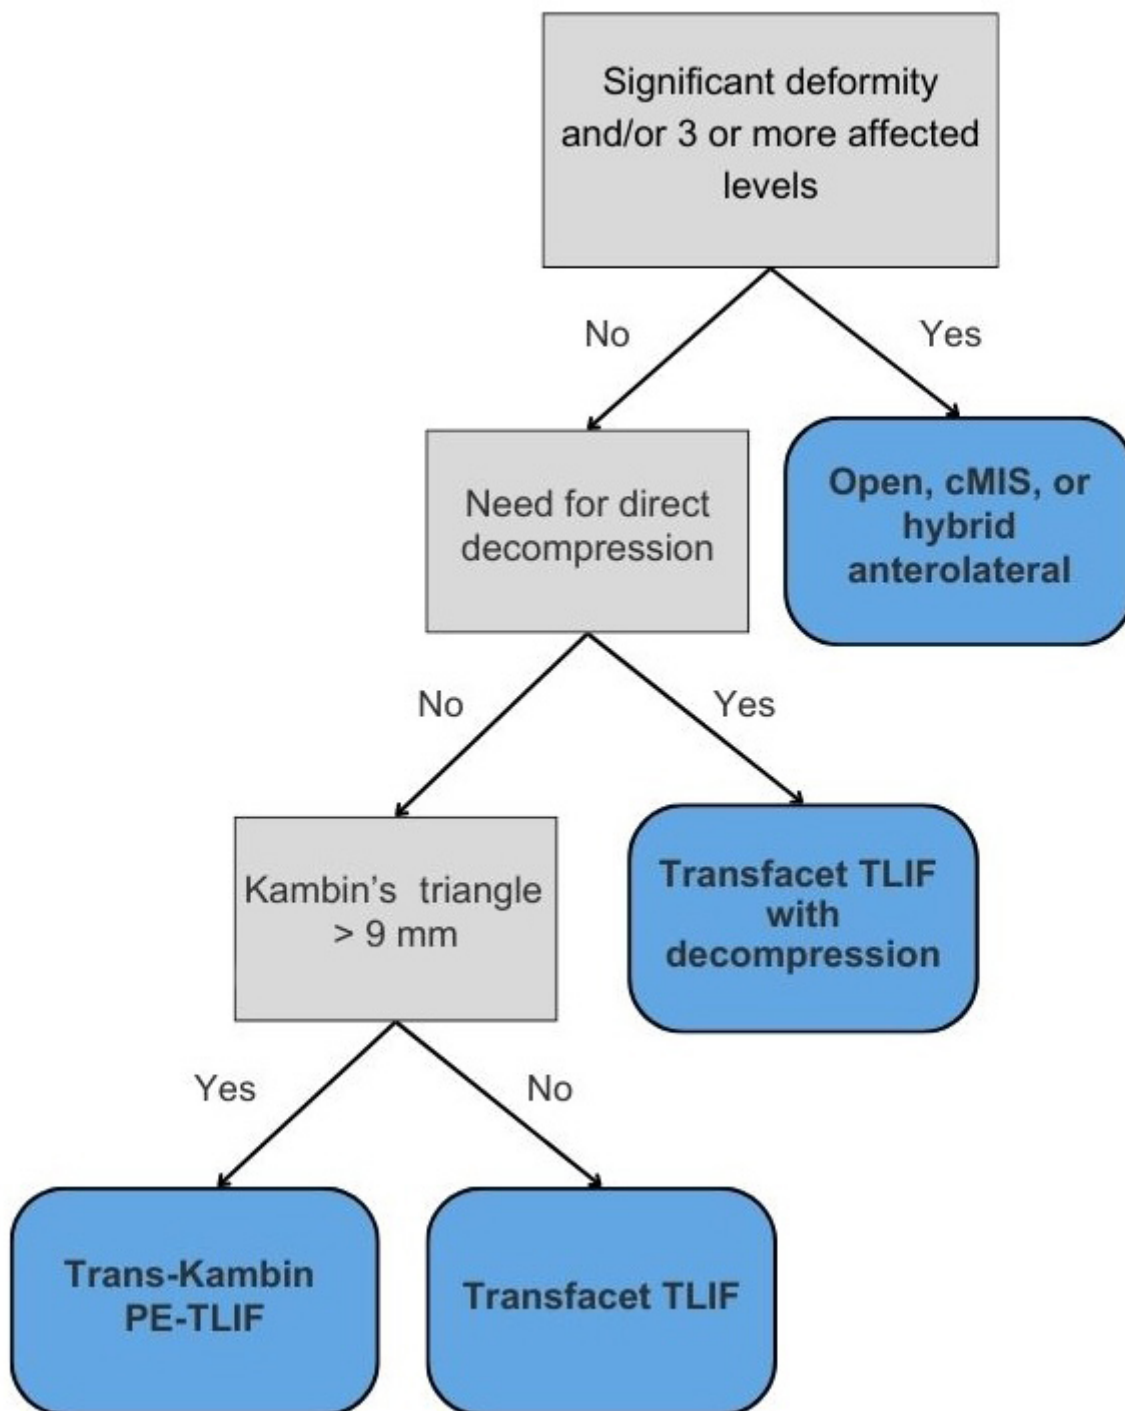 Significant deformity
and/or 3 or more affected
levels
No
Yes
Need for direct
decompression
Open, cMIS, or
hybrid
anterolateral
No
Yes
Kambin's triangle
> 9 mm
Transfacet TLIF
with
decompression
Yes
No
Trans-Kambin
PE-TLIF
Transfacet TLIF